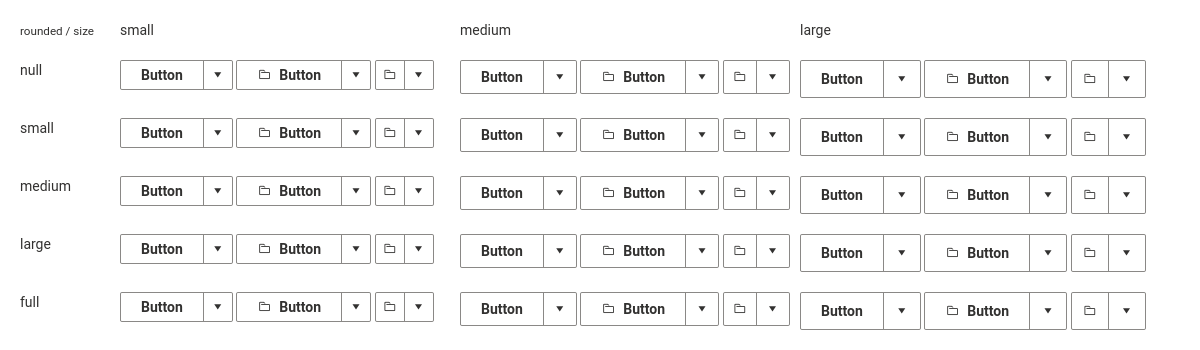 rounded / size small medium large
null Button Button Button Button Button Button
small Button Button Button Button Button Button
medium Button Button Button Button Button Button
large Button Button Button Button Button Button
full Button Button Button Button Button Button